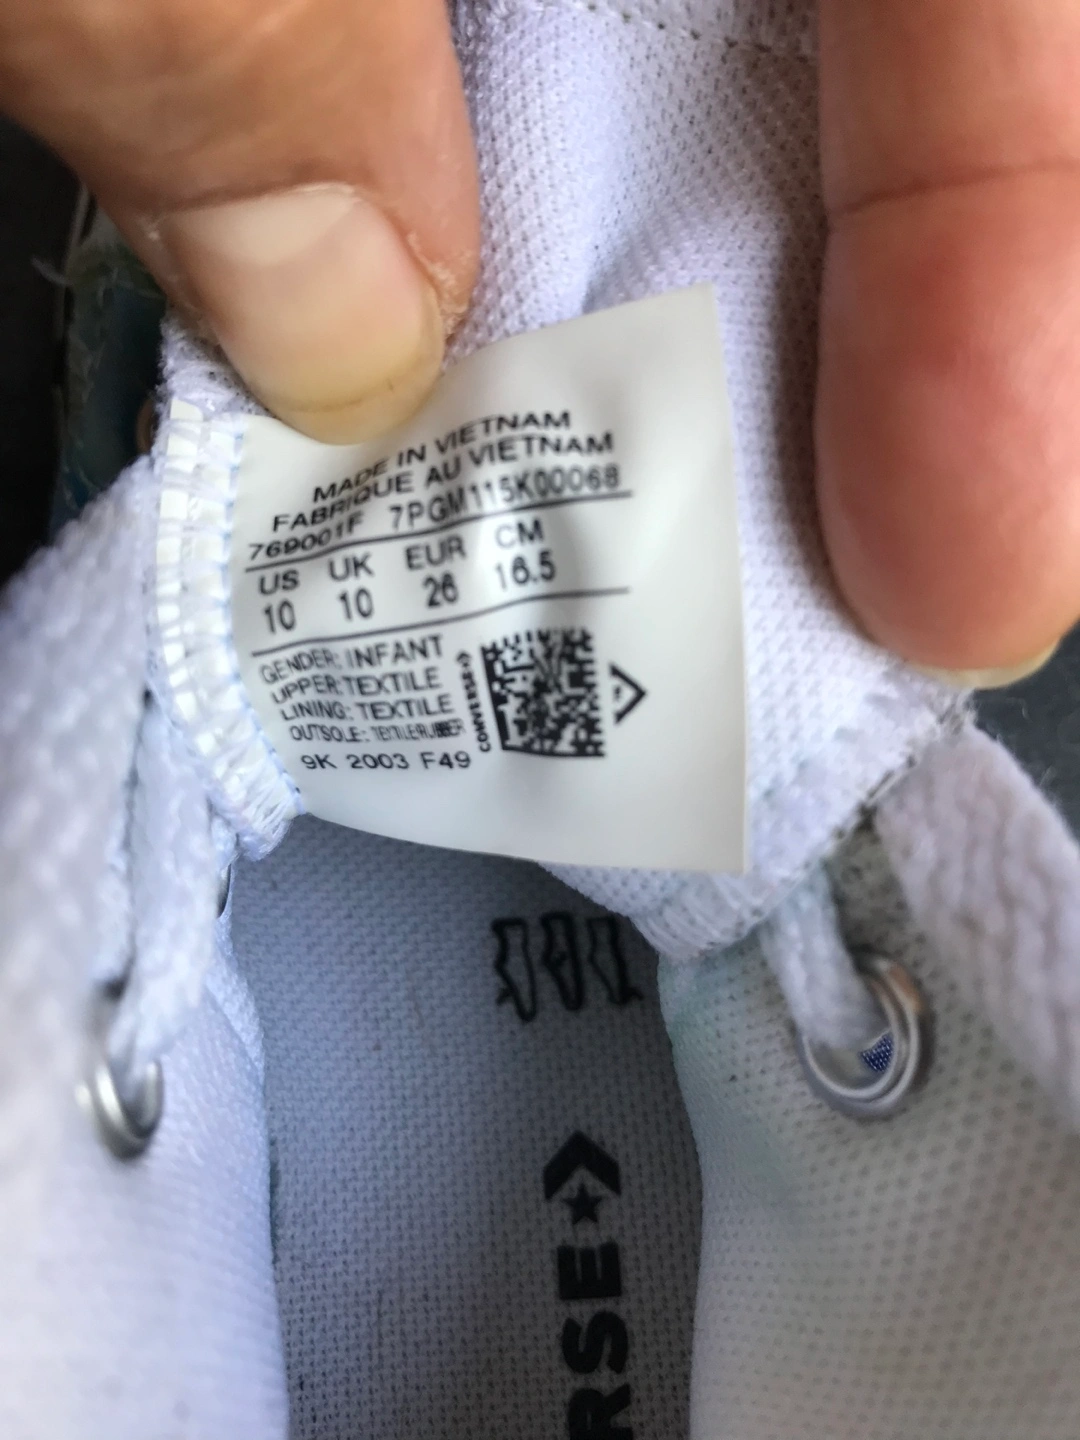 MADE IN VIETNAM
FABRIQUE AU VIETNAM
769001F 7PGM115K00068
US UK EUR CM
10 10 26 16.5
GENDER: INFANT
UPPER:TEXTILE
LINING: TEXTILE
OUTSOLE: TEXTILE/RUBBER
9K 2003 F49
CONVERSE
RSE